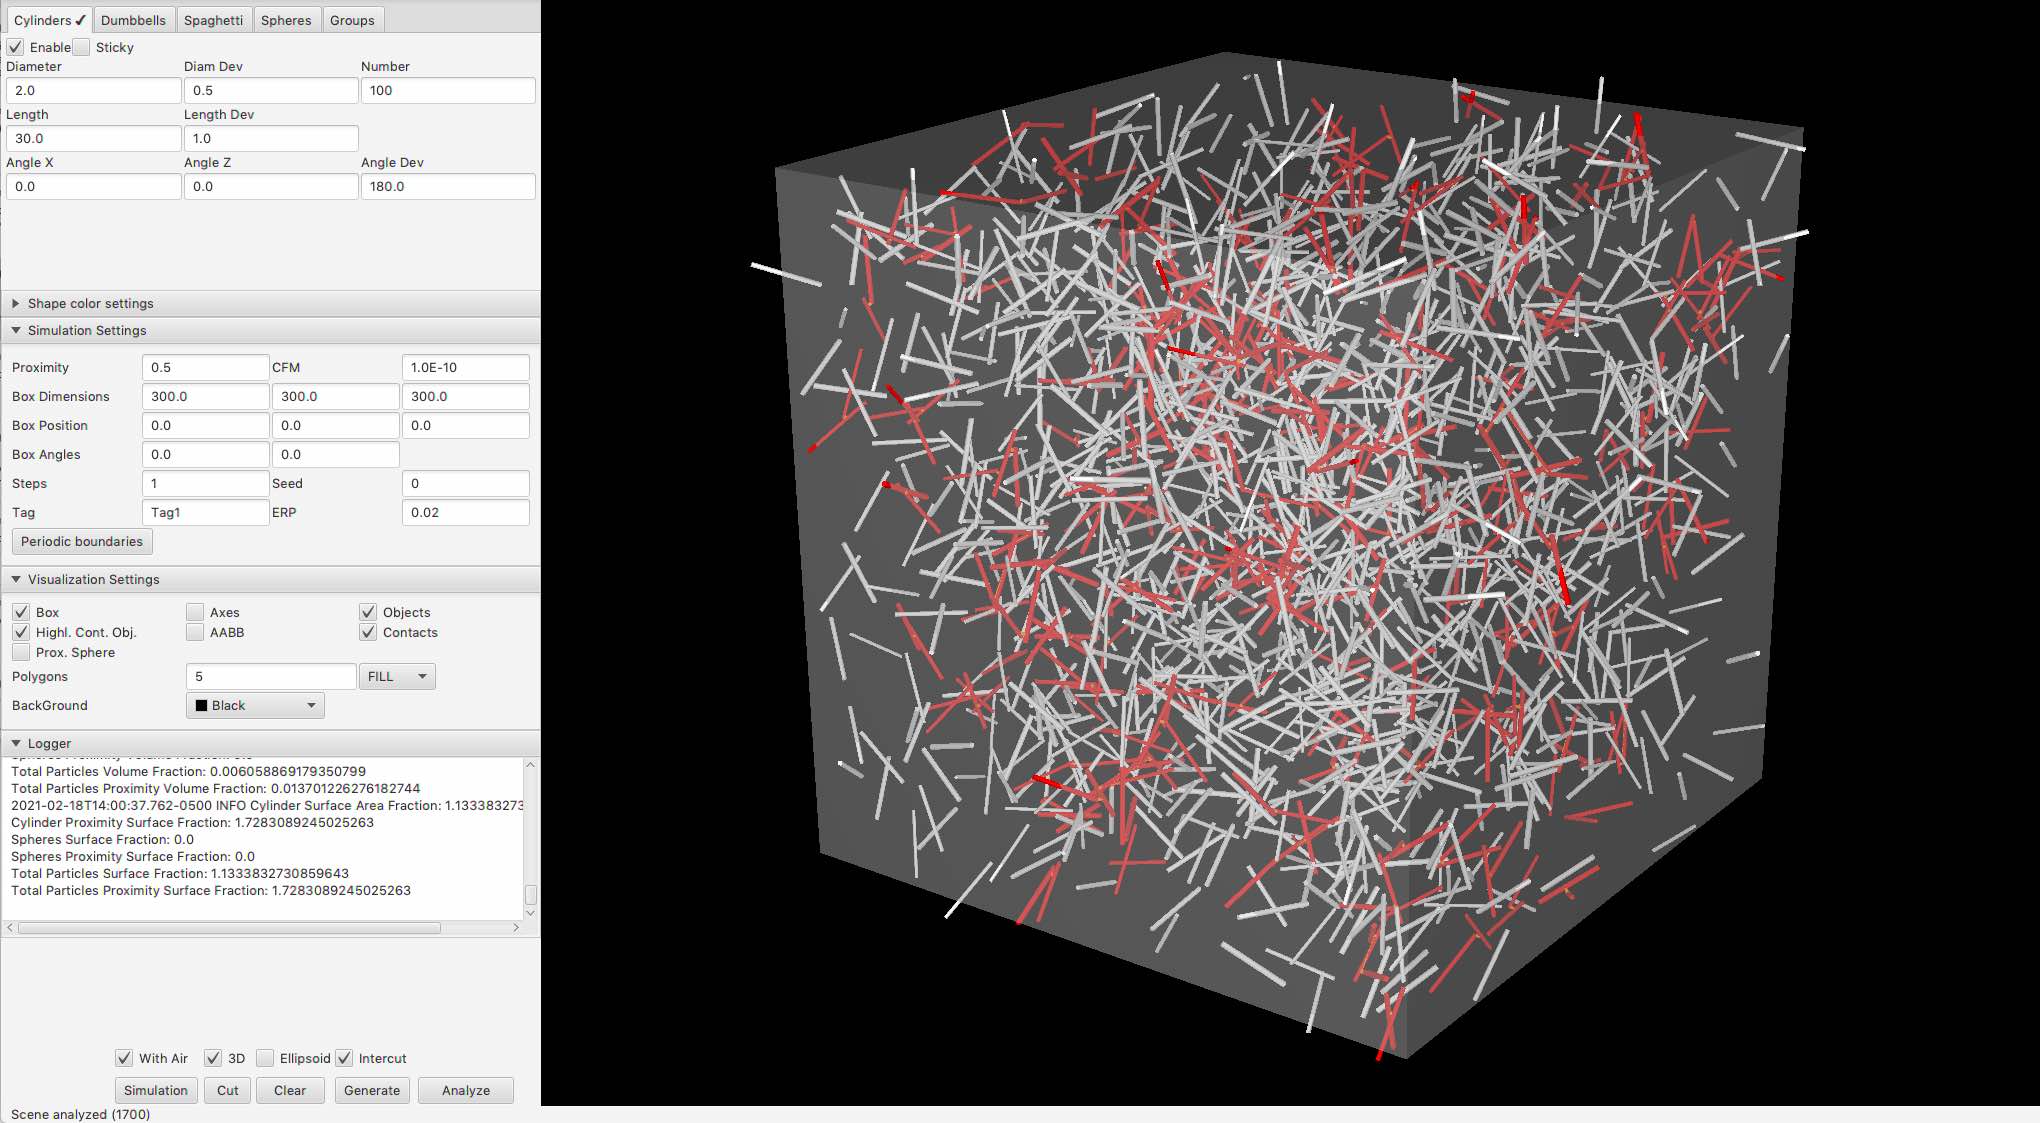 Cylinders ✓ Dumbbells Spaghetti Spheres Groups
Enable Sticky
Diameter Diam Dev Number
2.0 0.5 100
Length Length Dev
30.0 1.0
Angle X Angle Z Angle Dev
0.0 0.0 180.0
Shape color settings
Simulation Settings
Proximity 0.5 CFM 1.0E-10
Box Dimensions 300.0 300.0 300.0
Box Position 0.0 0.0 0.0
Box Angles 0.0 0.0
Steps 1 Seed 0
Tag Tag1 ERP 0.02
Periodic boundaries
Visualization Settings
Box Axes Objects
Highl. Cont. Obj. AABB Contacts
Prox. Sphere
Polygons 5 FILL
BackGround Black
Logger
Total Particles Volume Fraction: 0.006058869179350799
Total Particles Proximity Volume Fraction: 0.013701226276182744
2021-02-18T14:00:37.762-0500 INFO Cylinder Surface Area Fraction: 1.133383273
Cylinder Proximity Surface Fraction: 1.7283089245025263
Spheres Surface Fraction: 0.0
Spheres Proximity Surface Fraction: 0.0
Total Particles Surface Fraction: 1.1333832730859643
Total Particles Proximity Surface Fraction: 1.7283089245025263
With Air 3D Ellipsoid Intercut
Simulation Cut Clear Generate Analyze
Scene analyzed (1700)